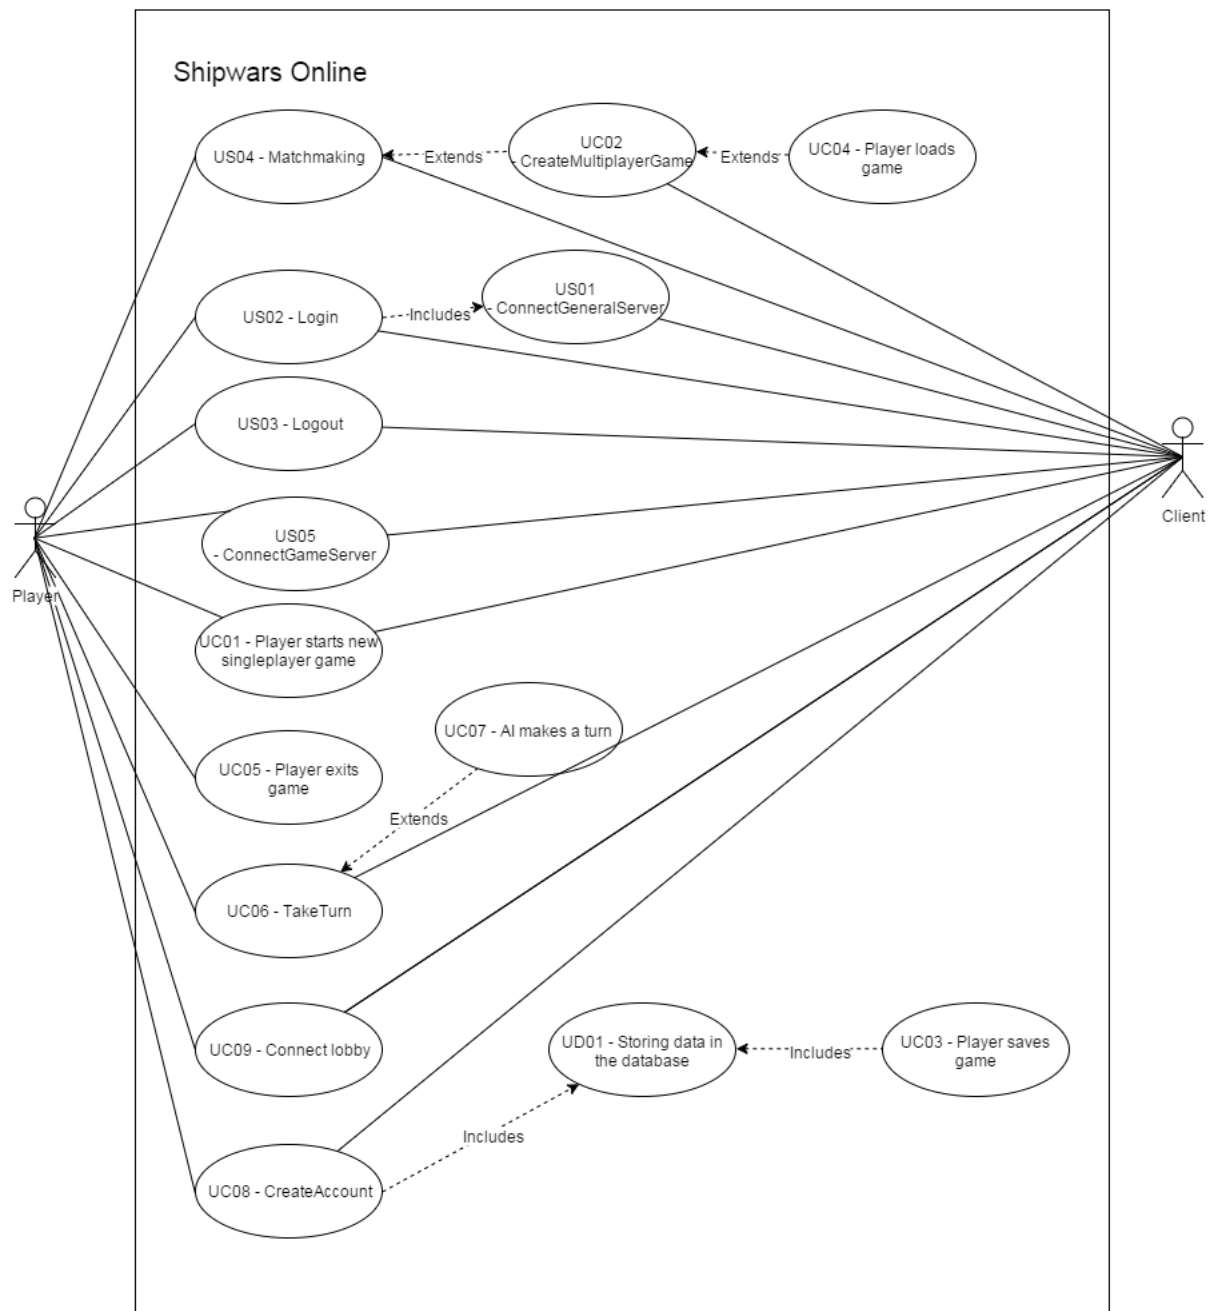 Shipwars Online
US04 - Matchmaking
Extends
UC02
- CreateMultiplayerGame
Extends
UC04 - Player loads
game
US02 - Login
Includes
US01
- ConnectGeneralServer
US03 - Logout
US05
- ConnectGameServer
Client
Player
UC01 - Player starts new
singleplayer game
UC07 - AI makes a turn
UC05 - Player exits
game
Extends
UC06 - TakeTurn
UC09 - Connect lobby
UD01 - Storing data in
the database
Includes
UC03 - Player saves
game
Includes
UC08 - CreateAccount